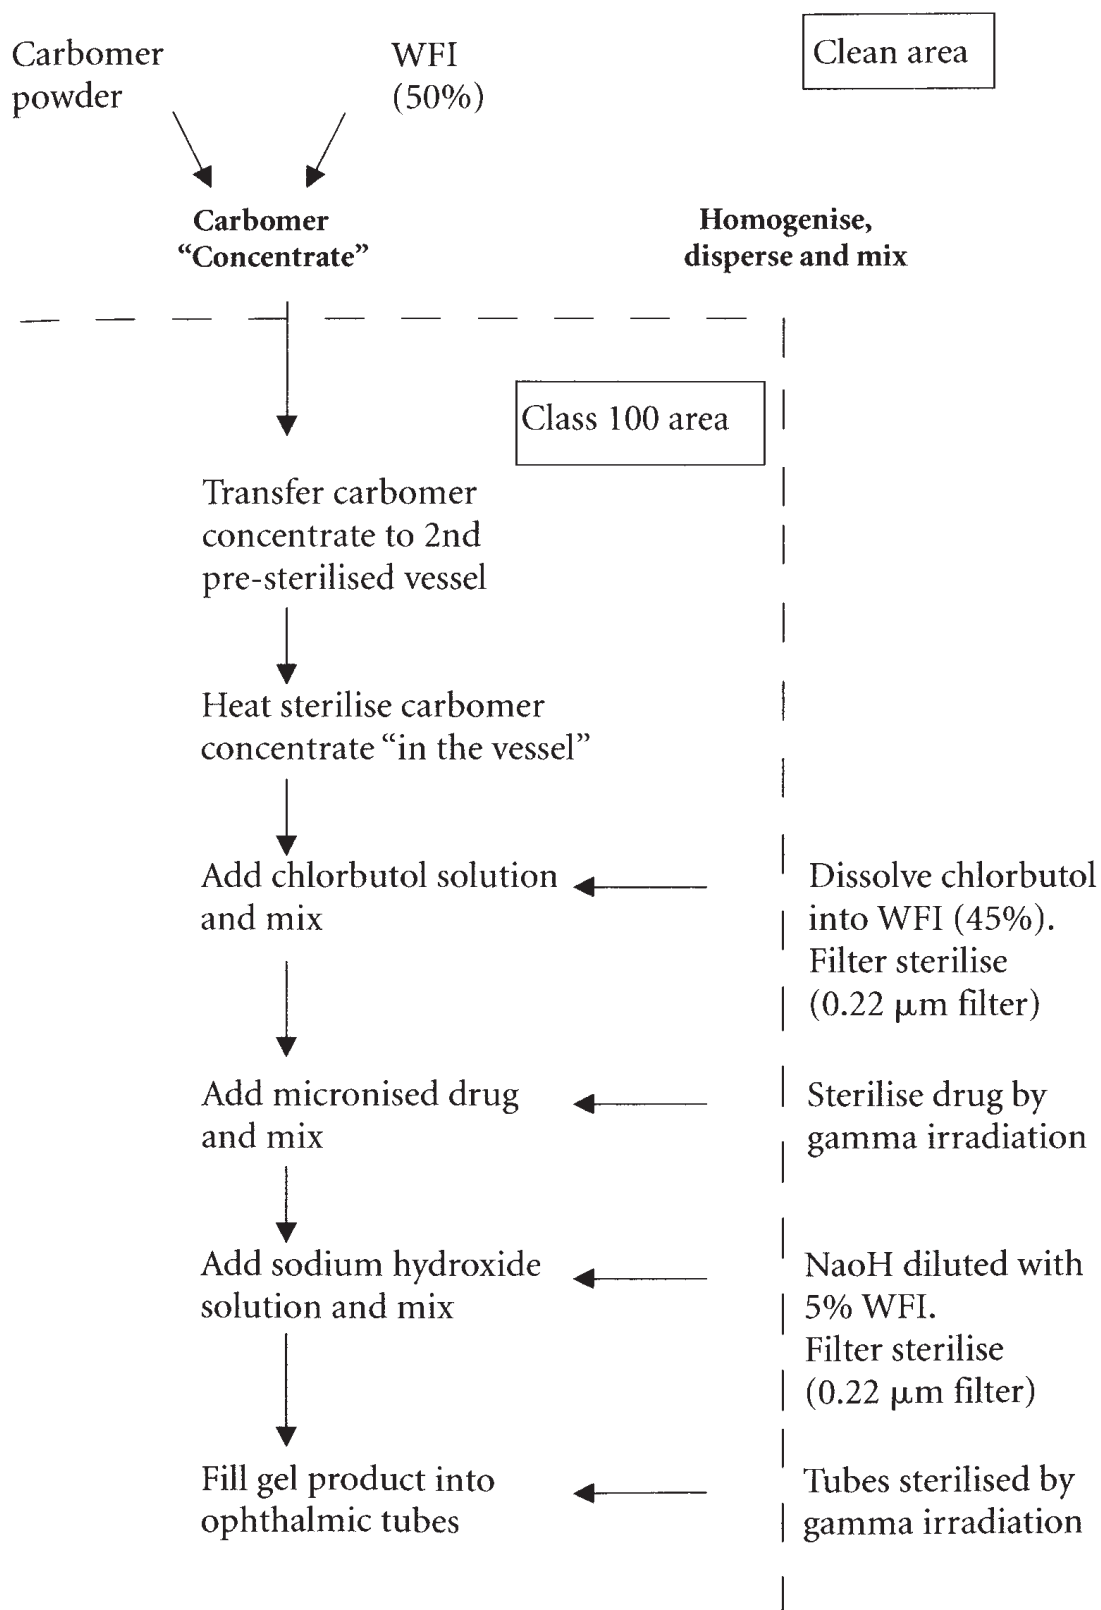 Carbomer
powder
WFI
(50%)
Clean area
Carbomer
“Concentrate”
Homogenise,
disperse and mix
Class 100 area
Transfer carbomer
concentrate to 2nd
pre-sterilised vessel
Heat sterilise carbomer
concentrate “in the vessel”
Add chlorbutol solution
and mix
Dissolve chlorbutol
into WFI (45%).
Filter sterilise
(0.22 μm filter)
Add micronised drug
and mix
Sterilise drug by
gamma irradiation
Add sodium hydroxide
solution and mix
NaoH diluted with
5% WFI.
Filter sterilise
(0.22 μm filter)
Fill gel product into
ophthalmic tubes
Tubes sterilised by
gamma irradiation